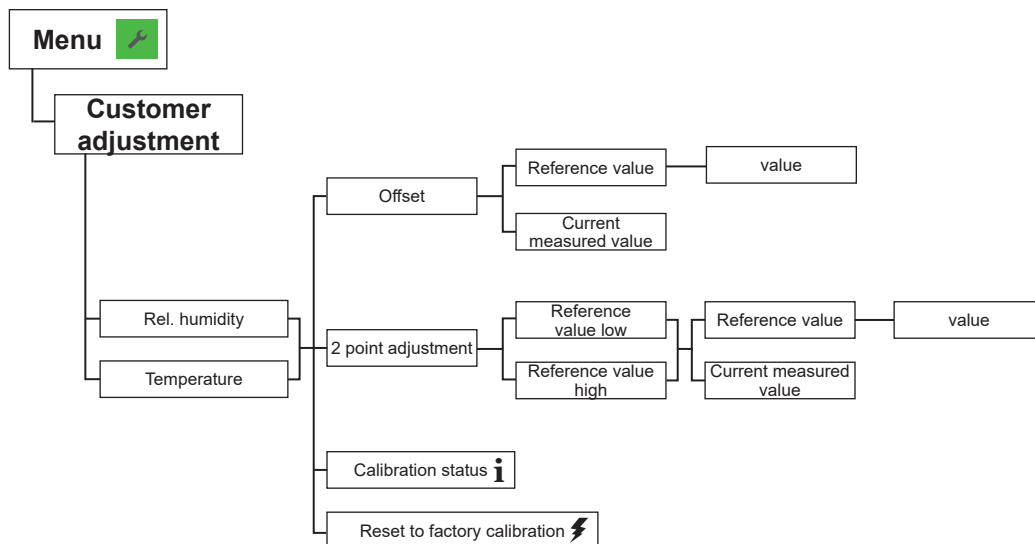 Menu
Customer
adjustment
Reference value
value
Offset
Current
measured value
Rel. humidity
Reference
value low
Reference value
value
2 point adjustment
Temperature
Reference value
high
Current measured
value
Calibration status i
Reset to factory calibration